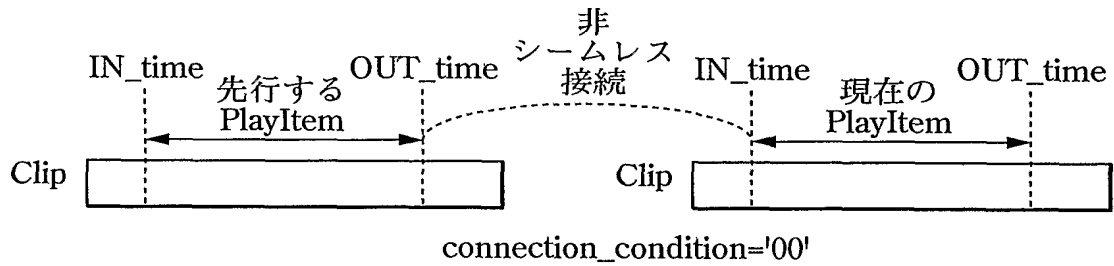 非
シームレス
接続
IN_time
OUT_time
IN_time
OUT_time
先行する
PlayItem
現在の
PlayItem
Clip
Clip
connection_condition='00'